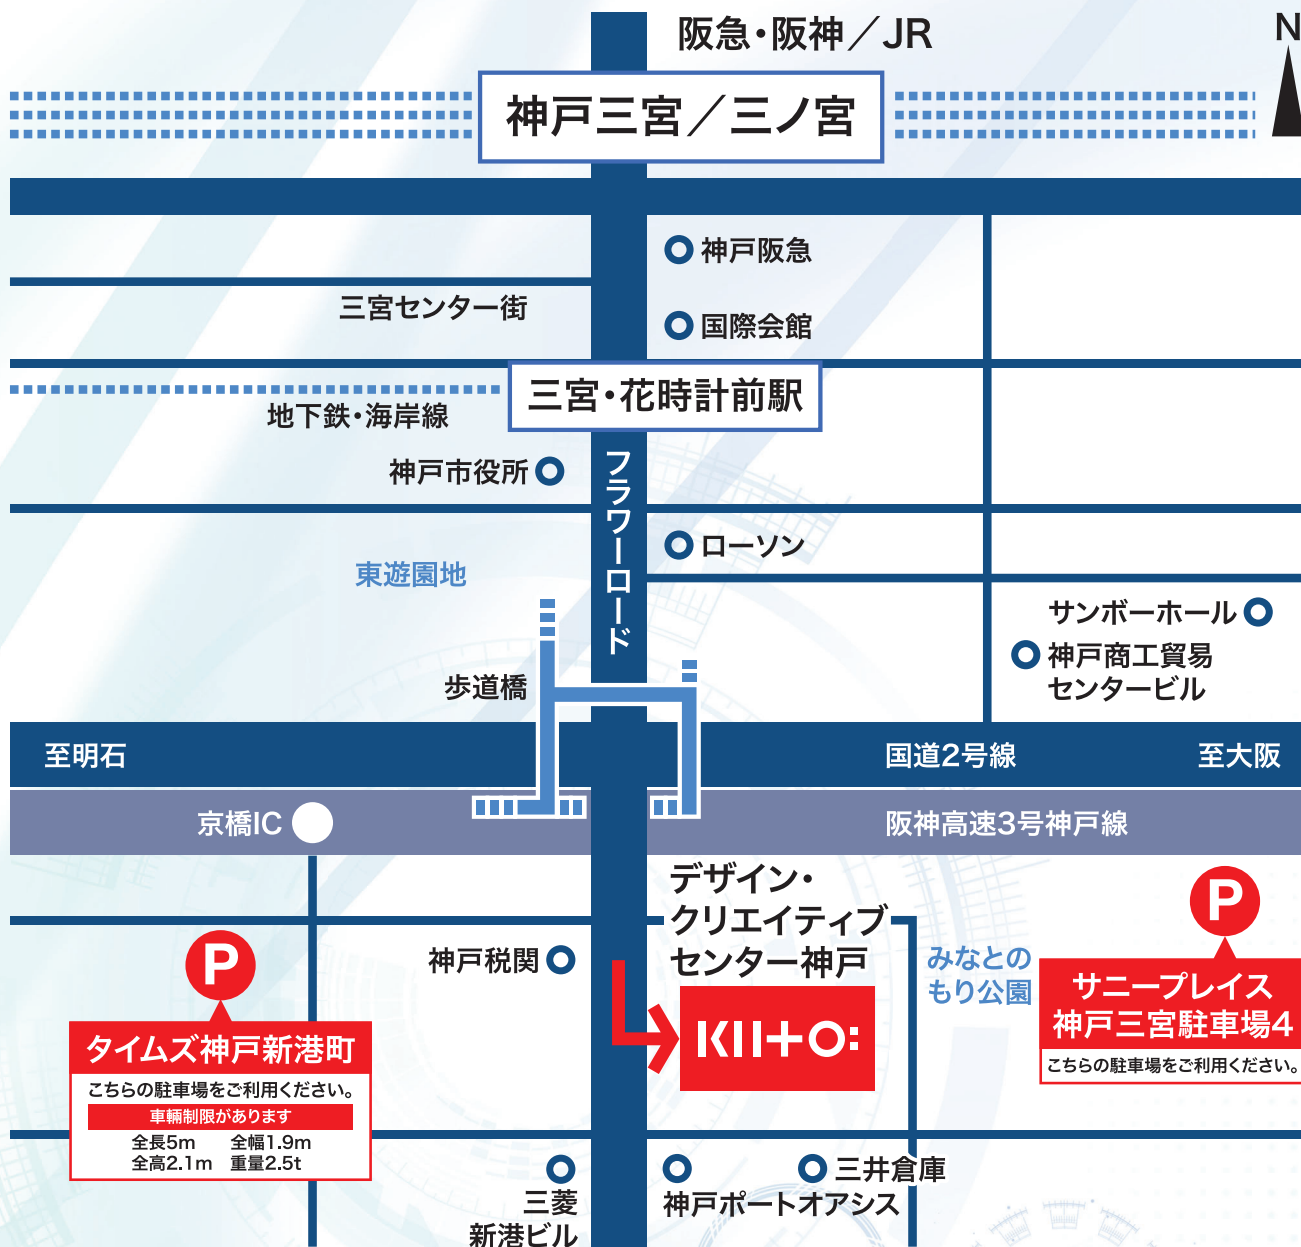 阪急・阪神／JR
N
神戸三宮／三ノ宮
神戸阪急
三宮センター街
国際会館
三宮・花時計前駅
地下鉄・海岸線
神戸市役所
フラワーロード
ローソン
東遊園地
サンボーホール
神戸商工貿易
センタービル
歩道橋
至明石
国道2号線
至大阪
京橋IC
阪神高速3号神戸線
デザイン・
クリエイティブ
センター神戸
KIITO:
神戸税関
みなとの
もり公園
P
サニープレイス
神戸三宮駐車場4
こちらの駐車場をご利用ください。
P
タイムズ神戸新港町
こちらの駐車場をご利用ください。
車輌制限があります
全長5m 全幅1.9m
全高2.1m 重量2.5t
三菱
新港ビル
神戸ポートオアシス
三井倉庫